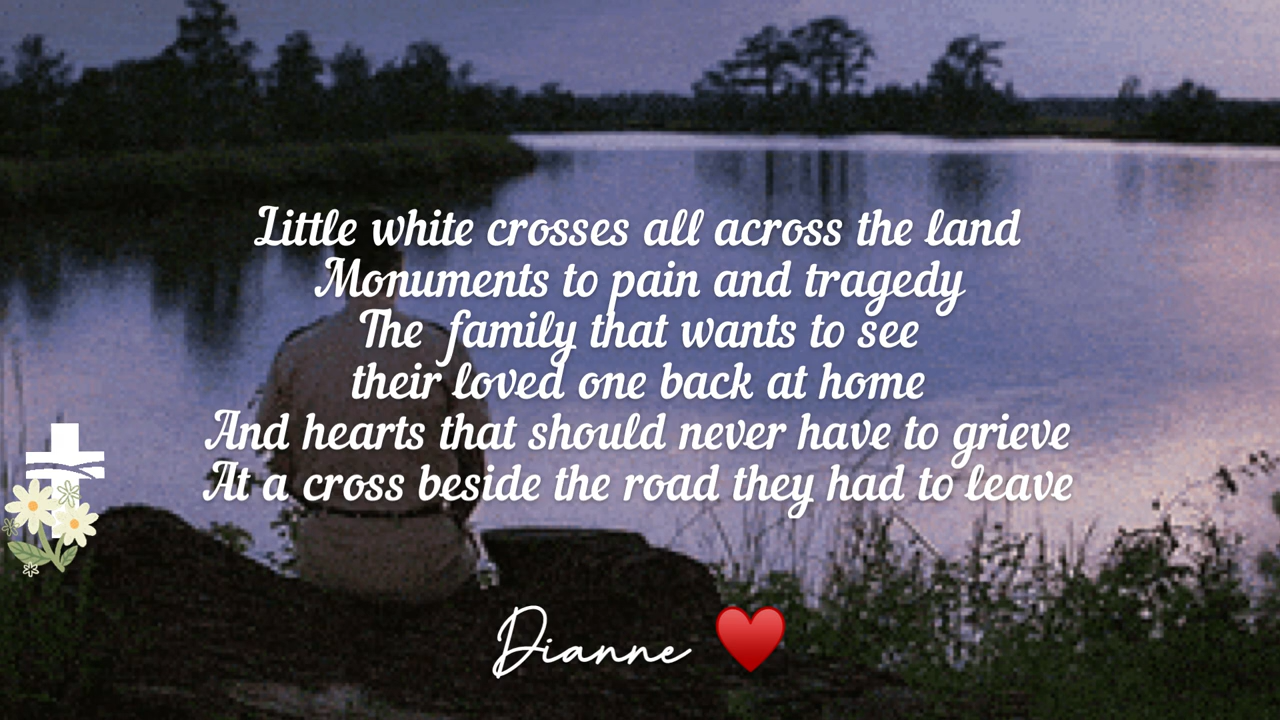 Little white crosses all across the land
Monuments to pain and tragedy
The family that wants to see
their loved one back at home
And hearts that should never have to grieve
At a cross beside the road they had to leave
Dianne ❤️